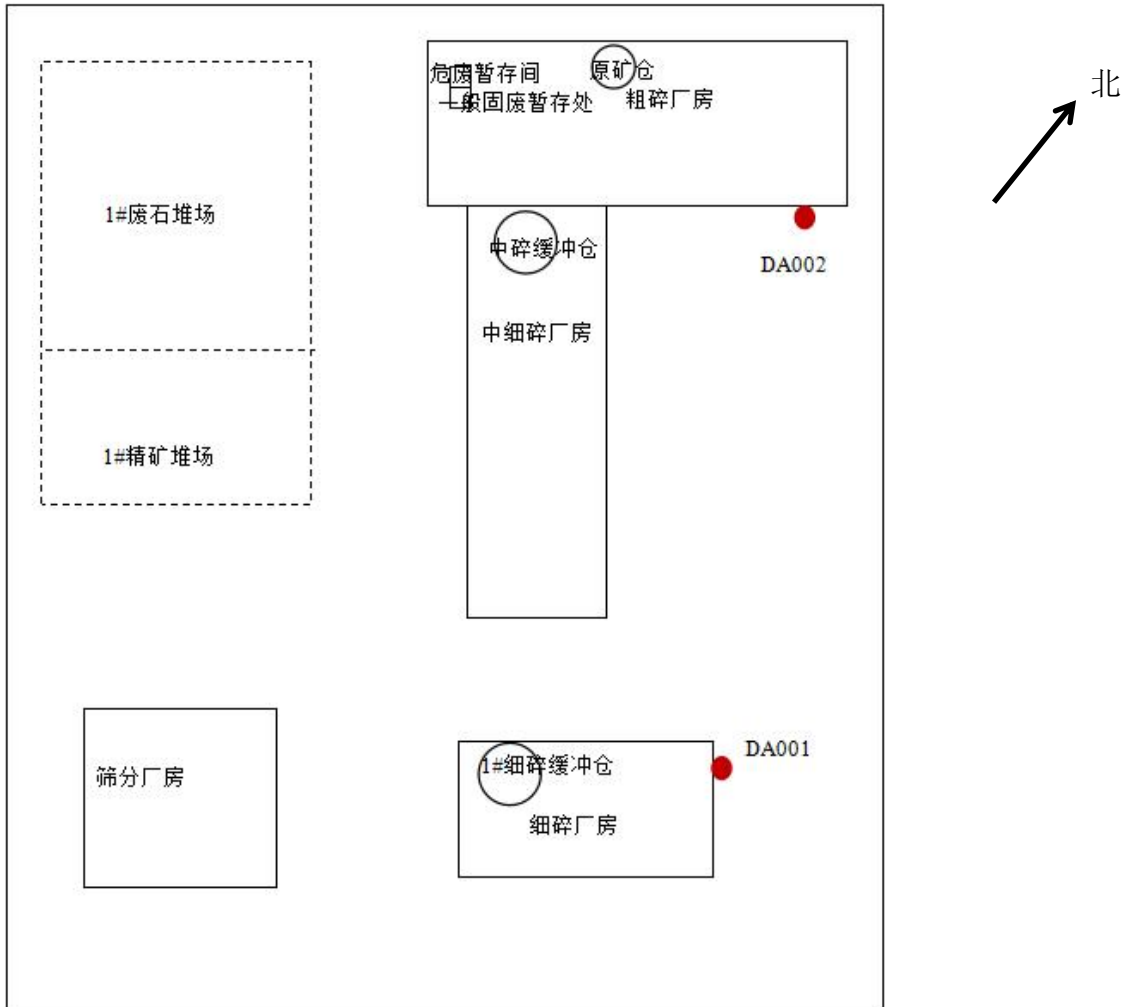 北
危废暂存间
原矿仓
一般固废暂存处
粗碎厂房
1#废石堆场
中碎缓冲仓
DA002
中细碎厂房
1#精矿堆场
DA001
1#细碎缓冲仓
筛分厂房
细碎厂房